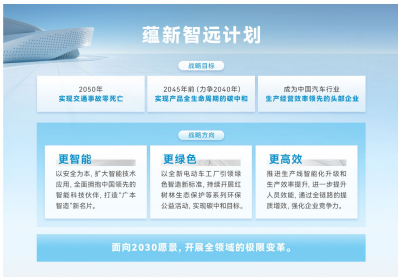 蕴新智远计划
战略目标
2050年
实现交通事故零死亡
2045年前（力争2040年）
实现产品全生命周期的碳中和
成为中国汽车行业
生产经营效率领先的头部企业
战略方向
更智能
以安全为本，扩大智能技术
应用，全面拥抱中国领先的
智能科技伙伴，打造“广本
智造”新名片。
更绿色
以全新电动车工厂引领绿
色智造新标准，持续开展红
树林生态保护等系列环保
公益活动，实现碳中和目标。
更高效
推进生产线智能化升级和
生产效率提升，进一步提升
人员效能，通过全链路的提
质增效，强化企业竞争力。
面向2030愿景，开展全领域的极限变革。